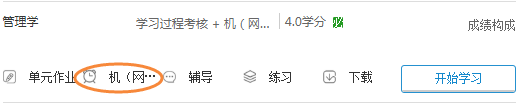 管理学 学习过程考核 + 机（网... 4.0学分 成绩构成
单元作业 机（网··· 辅导 练习 下载 开始学习